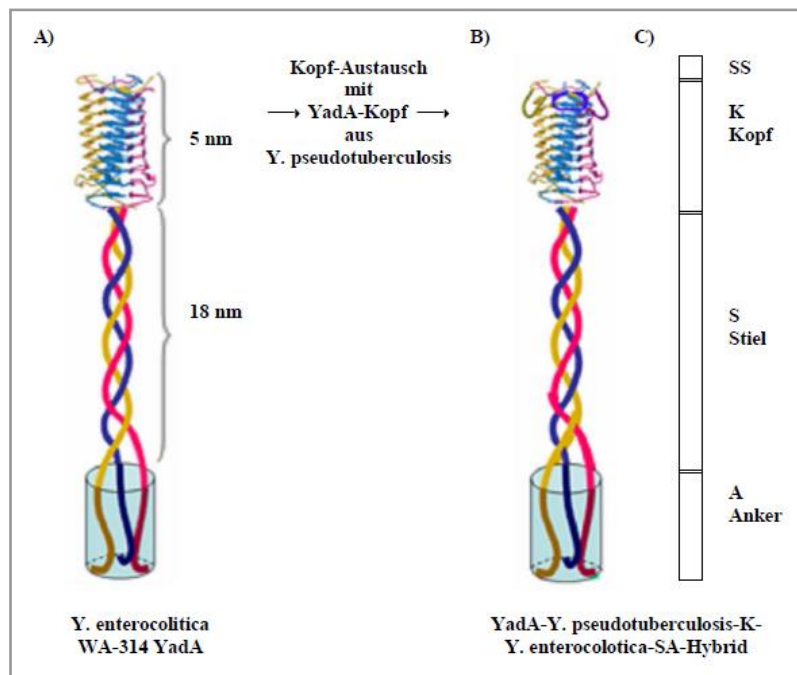 A)
B)
C)
Kopf-Austausch
mit
YadA-Kopf
aus
Y. pseudotuberculosis
5 nm
18 nm
SS
K
Kopf
S
Stiel
A
Anker
Y. enterocolitica
WA-314 YadA
YadA-Y. pseudotuberculosis-K-
Y. enterocolotica-SA-Hybrid